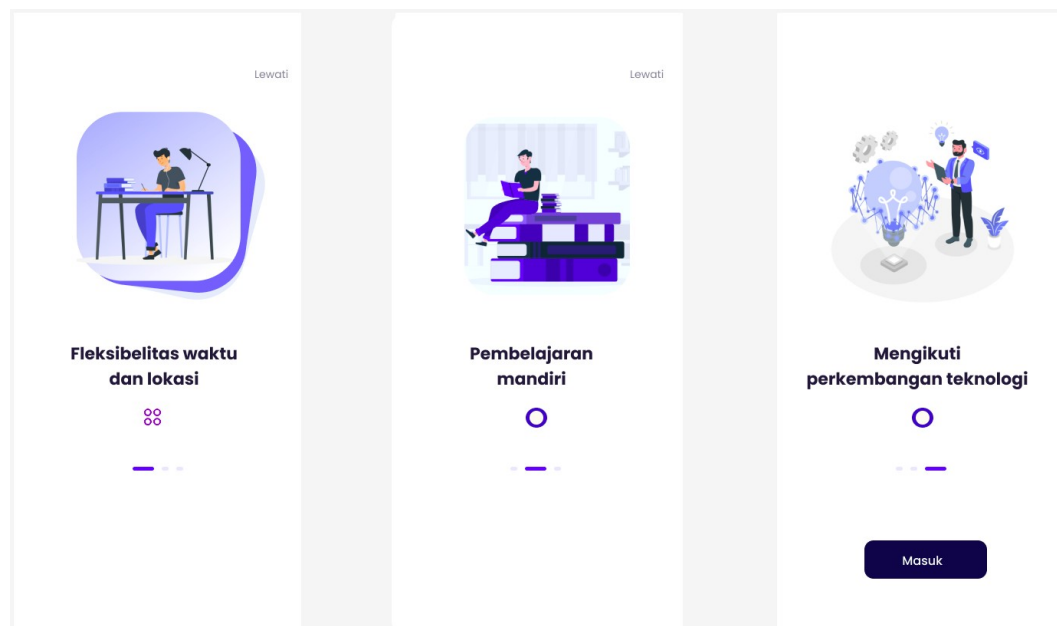 Lewati
Fleksibelitas waktu
dan lokasi
Lewati
Pembelajaran
mandiri
Mengikuti
perkembangan teknologi
Masuk